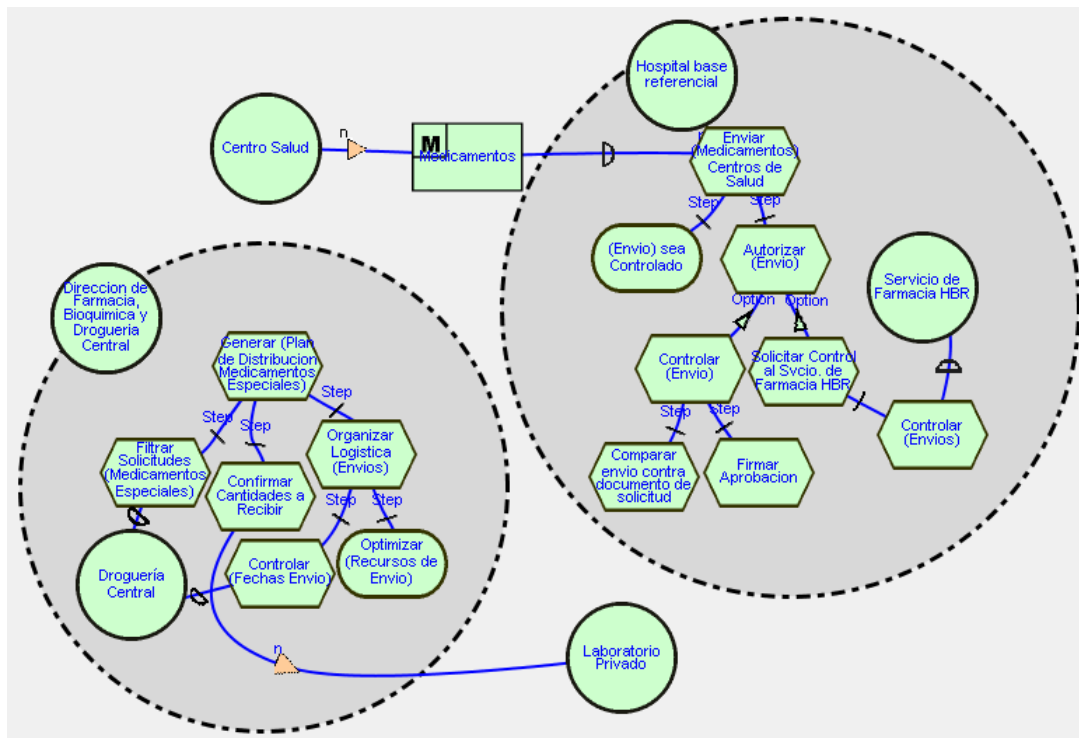 Hospital base
referencial
n
Centro Salud
M
Medicamentos
Enviar
(Medicamentos)
Centros de
Salud
Step
Step
(Envio) sea
Controlado
Autorizar
(Envio)
Servicio de
Farmacia HBR
Option
Option
Direccion de
Farmacia,
Bioquimica y
Drogueria
Central
Generar (Plan
de Distribucion
Medicamentos
Especiales)
Controlar
(Envio)
Solicitar Control
al Svcio. de
Farmacia HBR
Step
Step
Step
Step
Step
Filtrar
Solicitudes
(Medicamentos
Especiales)
Confirmar
Cantidades a
Recibir
Organizar
Logistica
(Envios)
Controlar
(Envios)
Comparar
envio contra
documento de
solicitud
Firmar
Aprobacion
Step
Step
Optimizar
(Recursos de
Envio)
Controlar
(Fechas Envio)
Droguería
Central
n
Laboratorio
Privado